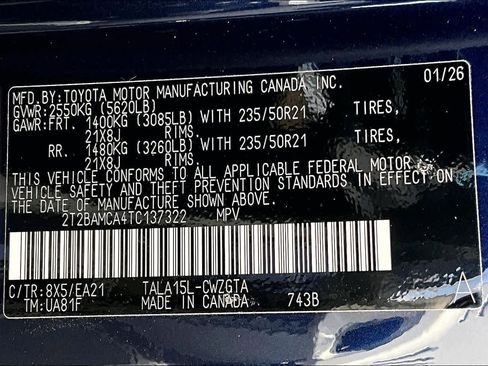 MFD.BY:TOYOTA MOTOR MANUFACTURING CANADA INC. 01/26
GVWR:2550KG (5620LB)
GAWR:FRT. 1400KG (3085LB) WITH 235/50R21 TIRES,
21X8J RIMS.
RR. 1480KG (3260LB) WITH 235/50R21 TIRES,
21X8J RIMS.
THIS VEHICLE CONFORMS TO ALL APPLICABLE FEDERAL MOTOR
VEHICLE SAFETY AND THEFT PREVENTION STANDARDS IN EFFECT ON
THE DATE OF MANUFACTURE SHOWN ABOVE.
2T2BAMCA4TC137322 MPV
C/TR:8X5/EA21 TALA15L-CWZGTA
TM:UA81F MADE IN CANADA 743B
A